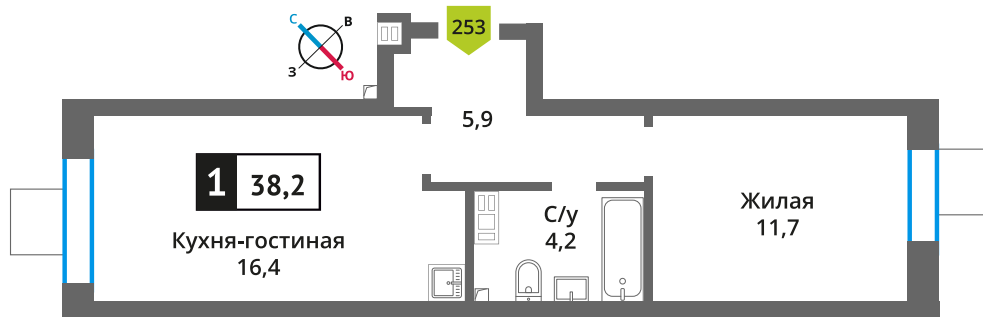 253
С
В
З
Ю
5,9
1 38,2
Кухня-гостиная
16,4
С/у
4,2
Жилая
11,7